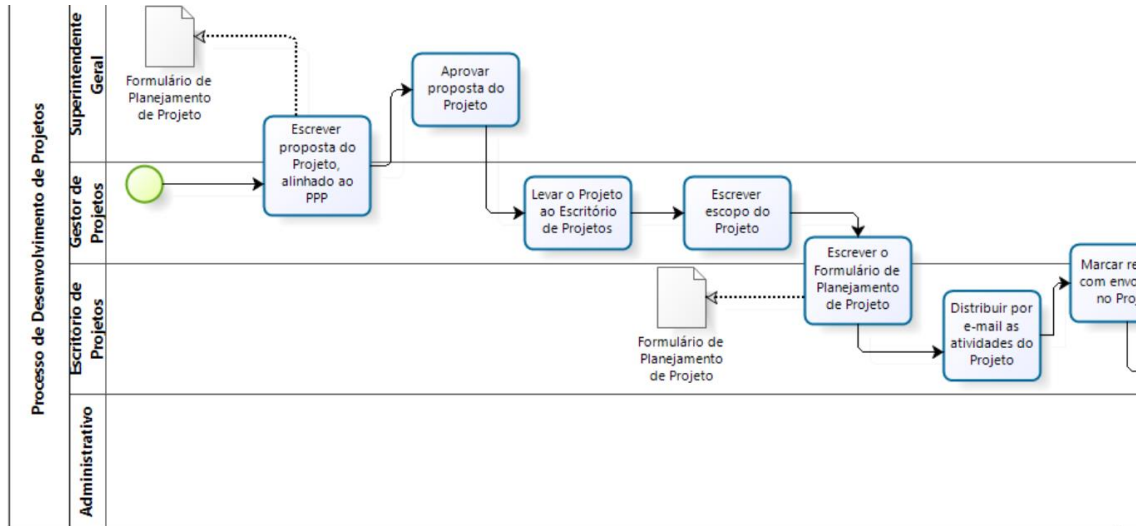 Processo de Desenvolvimento de Projetos
Superintendente
Geral
Formulário de
Planejamento
de Projeto
Escrever
proposta do
Projeto,
alinhado ao
PPP
Aprovar
proposta do
Projeto
Gestor de
Projetos
Levar o Projeto
ao Escritório
de Projetos
Escrever
escopo do
Projeto
Escrever o
Formulário de
Planejamento
de Projeto
Escritório de
Projetos
Formulário de
Planejamento
de Projeto
Distribuir por
e-mail as
atividades do
Projeto
Marcar
com
no
Administrativo